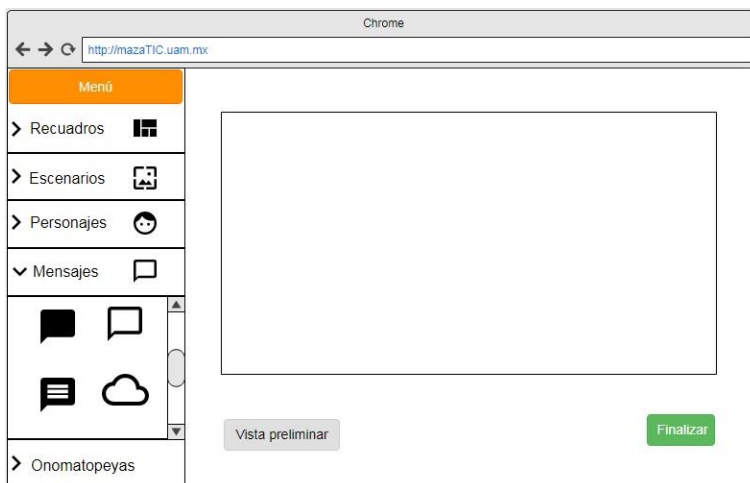 Chrome
http://mazaTIC.uam.mx
Menú
Recuadros
Escenarios
Personajes
Mensajes
Onomatopeyas
Vista preliminar
Finalizar